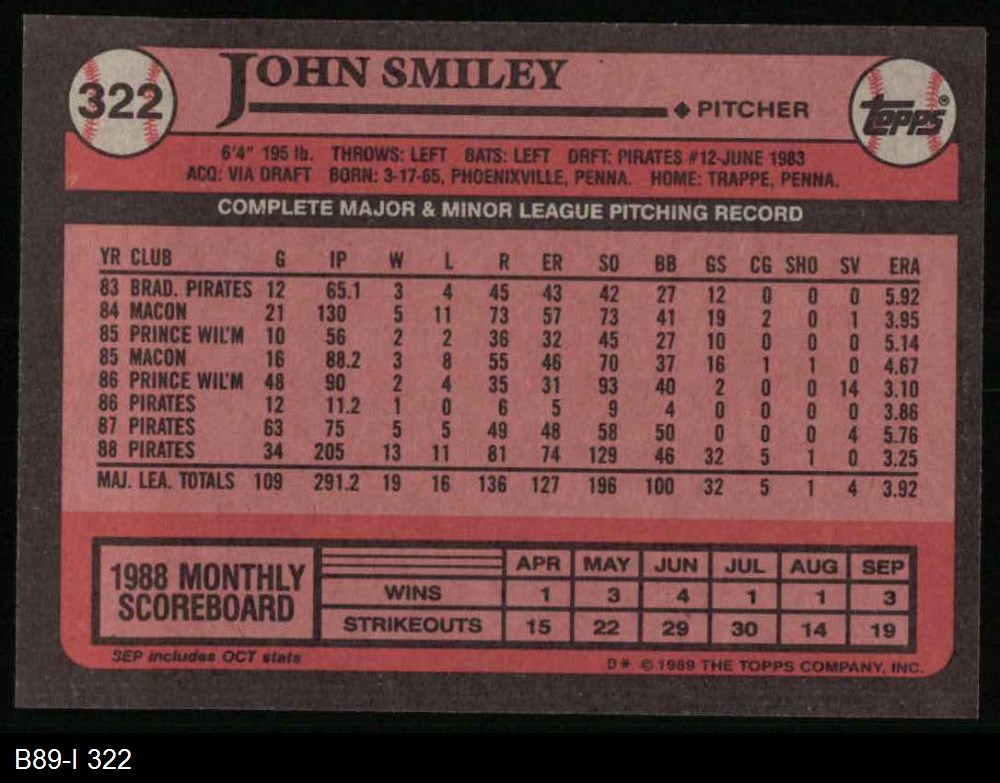 322
JOHN SMILEY
◆ PITCHER
Topps®
6'4" 195 lb. THROWS: LEFT BATS: LEFT DRFT: PIRATES #12-JUNE 1983
ACQ: VIA DRAFT BORN: 3-17-65, PHOENIXVILLE, PENNA. HOME: TRAPPE, PENNA.
COMPLETE MAJOR & MINOR LEAGUE PITCHING RECORD
YR CLUB G IP W L R ER SO BB GS CG SHO SV ERA
83 BRAD. PIRATES 12 65.1 3 4 45 43 42 27 12 0 0 0 5.92
84 MACON 21 130 5 11 73 57 73 41 19 2 0 1 3.95
85 PRINCE WIL'M 10 56 2 2 36 32 45 27 10 0 0 0 5.14
85 MACON 16 88.2 3 8 55 46 70 37 16 1 1 0 4.67
86 PRINCE WIL'M 48 90 2 4 35 31 93 40 2 0 0 14 3.10
86 PIRATES 12 11.2 1 0 6 5 9 4 0 0 0 0 3.86
87 PIRATES 63 75 5 5 49 48 58 50 0 0 0 4 5.76
88 PIRATES 34 205 13 11 81 74 129 46 32 5 1 0 3.25
MAJ. LEA. TOTALS 109 291.2 19 16 136 127 196 100 32 5 1 4 3.92
1988 MONTHLY
SCOREBOARD
APR MAY JUN JUL AUG SEP
WINS 1 3 4 1 1 3
STRIKEOUTS 15 22 29 30 14 19
SEP includes OCT stats
D* © 1989 THE TOPPS COMPANY, INC.
B89-I 322